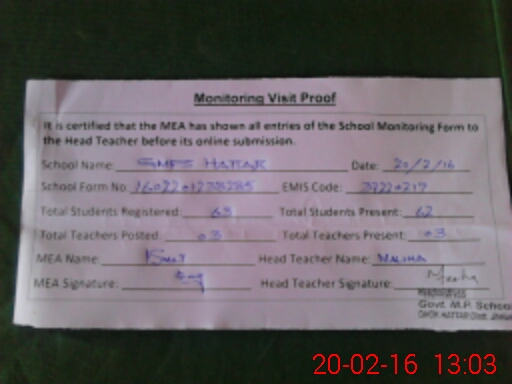 Monitoring Visit Proof
It is certified that the MEA has shown all entries of the School Monitoring Form to
the Head Teacher before its online submission.
School Name: GMPS HATTAR Date: 20/2/16
School Form No. EMIS Code:
Total Students Registered: 63 Total Students Present: 62
Total Teachers Posted: 03 Total Teachers Present: 03
MEA Name: Head Teacher Name: MALIHA
MEA Signature: Head Teacher Signature:
Govt. M.P. School
20-02-16 13:03